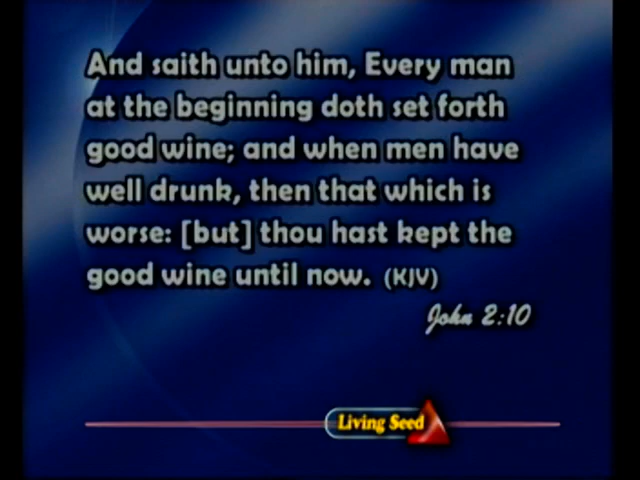 And saith unto him, Every man
at the beginning doth set forth
good wine; and when men have
well drunk, then that which is
worse: [but] thou hast kept the
good wine until now. (KJV)
John 2:10
Living Seed